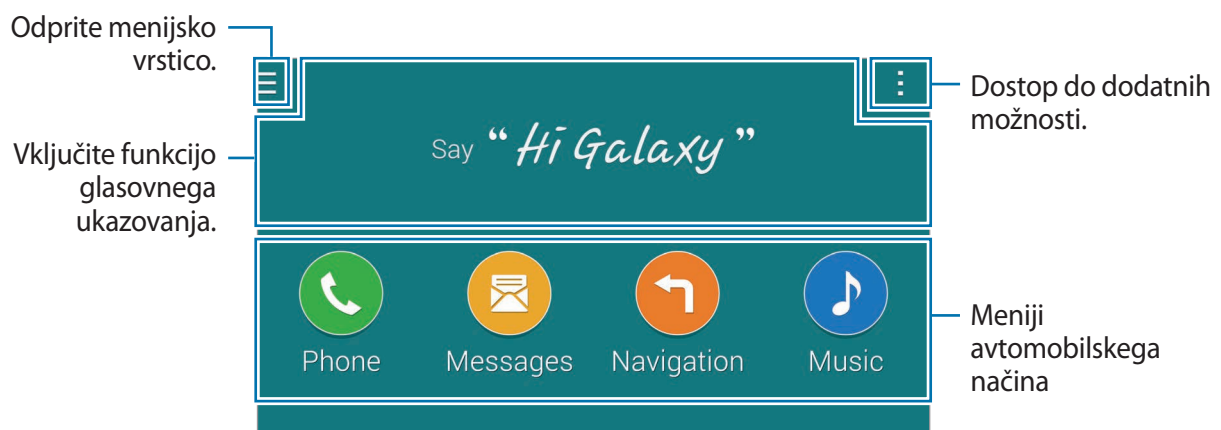 Odprite menijsko
vrstico.
Dostop do dodatnih
možnosti.
Say “Hi Galaxy”
Vključite funkcijo
glasovnega
ukazovanja.
Phone
Messages
Navigation
Music
Meniji
avtomobilskega
načina